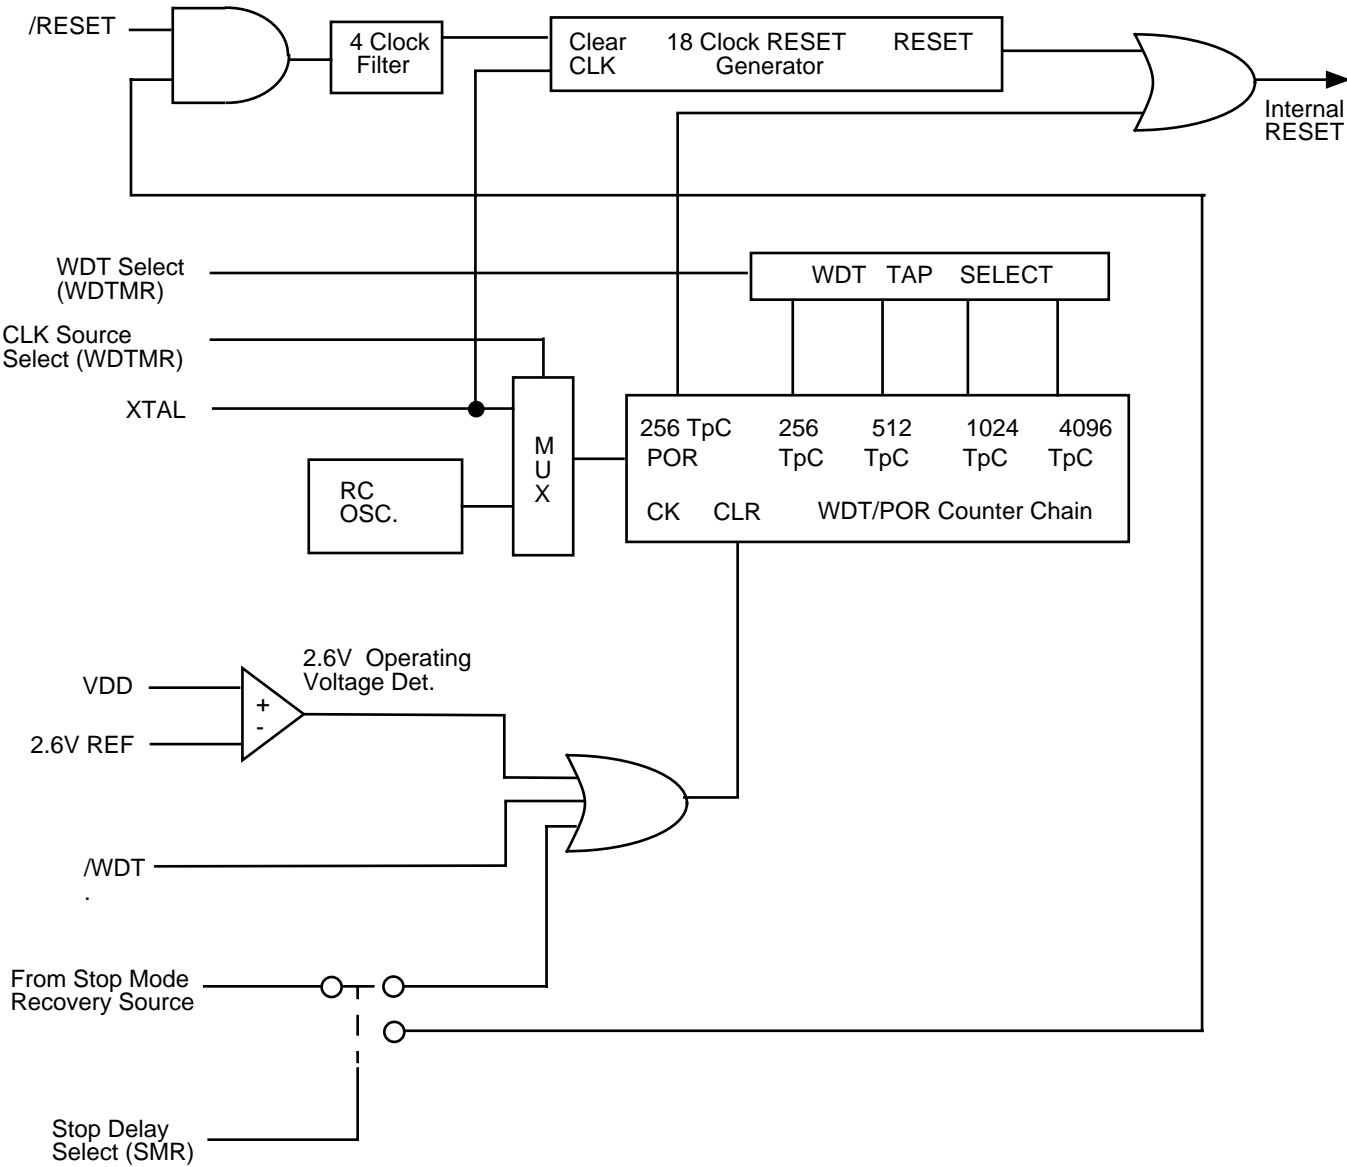 /RESET
4 Clock
Filter
Clear 18 Clock RESET RESET
CLK Generator
Internal
RESET
WDT Select
(WDTMR)
WDT TAP SELECT
CLK Source
Select (WDTMR)
XTAL
M
U
X
RC
OSC.
256 TpC 256 512 1024 4096
POR TpC TpC TpC TpC
CK CLR WDT/POR Counter Chain
2.6V Operating
Voltage Det.
VDD
+
-
2.6V REF
/WDT
.
From Stop Mode
Recovery Source
Stop Delay
Select (SMR)